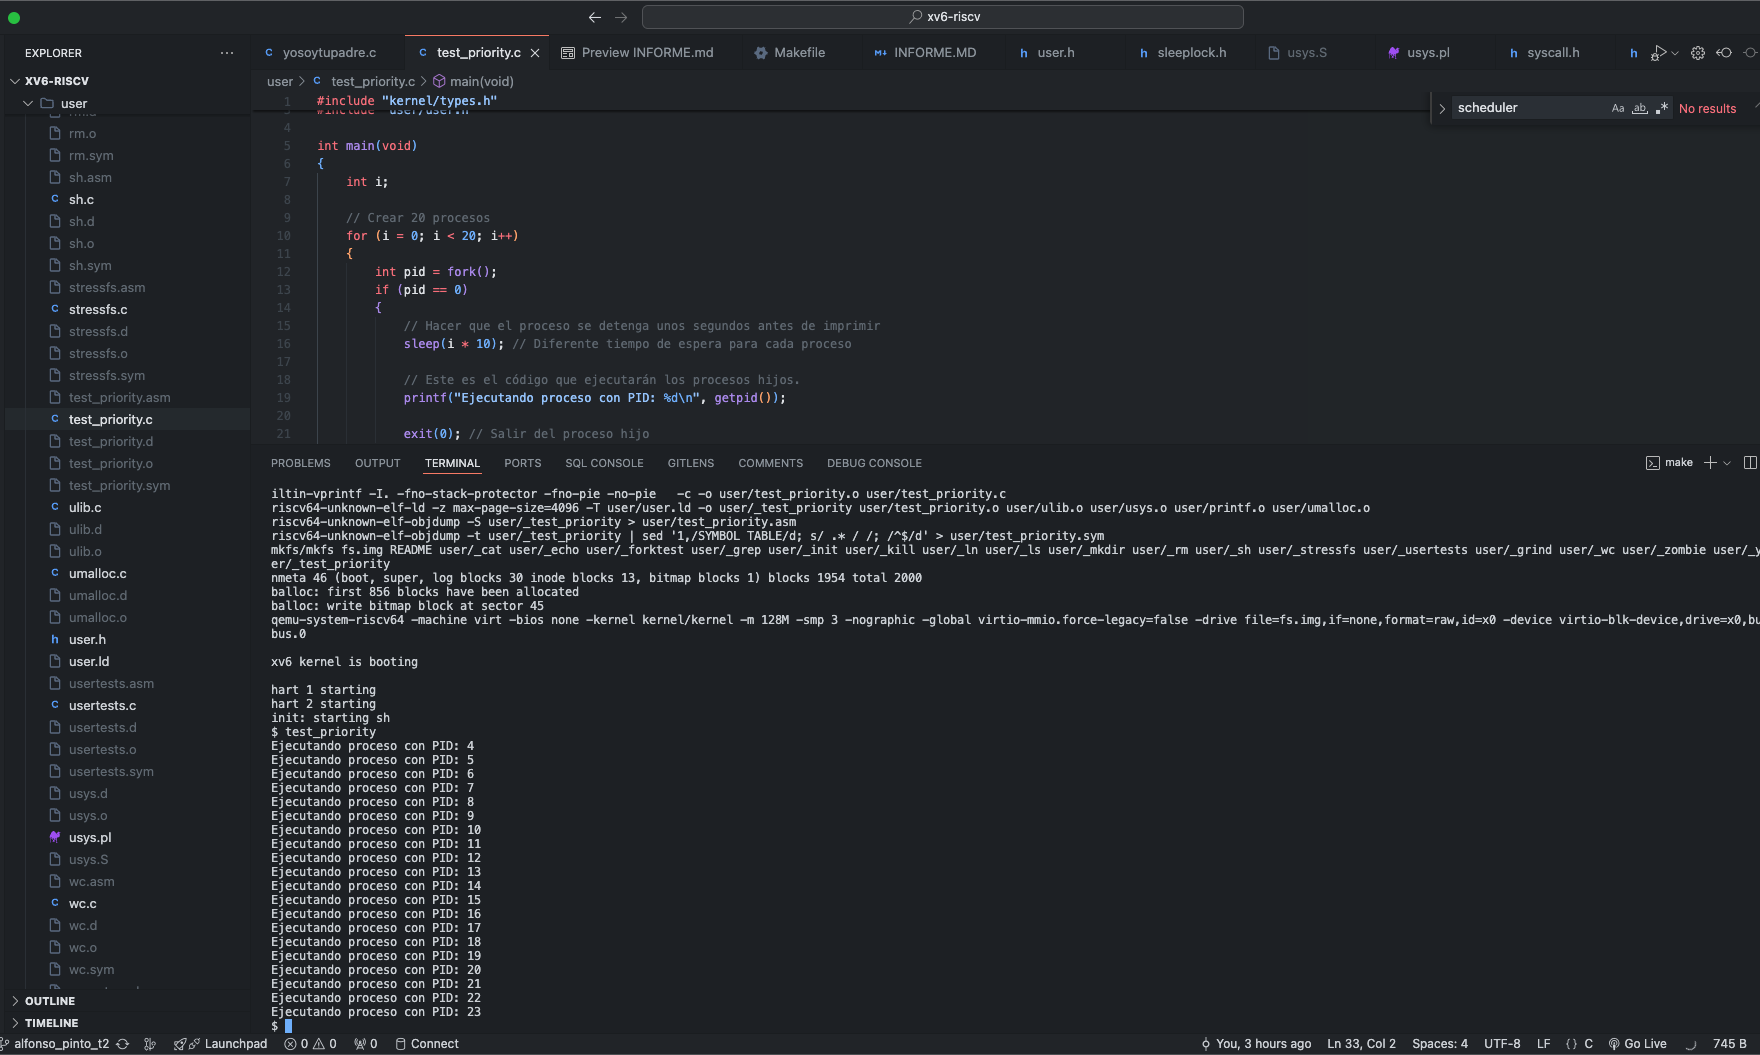 xv6-riscv
EXPLORER
XV6-RISCV
user
rm.o
rm.sym
sh.asm
sh.c
sh.d
sh.o
sh.sym
stressfs.asm
stressfs.c
stressfs.d
stressfs.o
stressfs.sym
test_priority.asm
test_priority.c
test_priority.d
test_priority.o
test_priority.sym
ulib.c
ulib.d
ulib.o
umalloc.c
umalloc.d
umalloc.o
user.h
user.ld
usertests.asm
usertests.c
usertests.d
usertests.o
usertests.sym
usys.d
usys.o
usys.pl
usys.S
wc.asm
wc.c
wc.d
wc.o
wc.sym
OUTLINE
TIMELINE
yosoytupadre.c test_priority.c Preview INFORME.md Makefile INFORME.MD user.h sleeplock.h usys.S usys.pl syscall.h
user > test_priority.c > main(void)
scheduler Aa ab .* No results
1 #include "kernel/types.h"
3 #include "user/user.h"
4
5 int main(void)
6 {
7 int i;
8
9 // Crear 20 procesos
10 for (i = 0; i < 20; i++)
11 {
12 int pid = fork();
13 if (pid == 0)
14 {
15 // Hacer que el proceso se detenga unos segundos antes de imprimir
16 sleep(i * 10); // Diferente tiempo de espera para cada proceso
17
18 // Este es el código que ejecutarán los procesos hijos.
19 printf("Ejecutando proceso con PID: %d\n", getpid());
20
21 exit(0); // Salir del proceso hijo
PROBLEMS OUTPUT TERMINAL PORTS SQL CONSOLE GITLENS COMMENTS DEBUG CONSOLE make
iltin-vprintf -I. -fno-stack-protector -fno-pie -no-pie -c -o user/test_priority.o user/test_priority.c
riscv64-unknown-elf-ld -z max-page-size=4096 -T user/user.ld -o user/_test_priority user/test_priority.o user/ulib.o user/usys.o user/printf.o user/umalloc.o
riscv64-unknown-elf-objdump -S user/_test_priority > user/test_priority.asm
riscv64-unknown-elf-objdump -t user/_test_priority | sed '1,/SYMBOL TABLE/d; s/ .* / /; /^$/d' > user/test_priority.sym
mkfs/mkfs fs.img README user/_cat user/_echo user/_forktest user/_grep user/_init user/_kill user/_ln user/_ls user/_mkdir user/_rm user/_sh user/_stressfs user/_usertests user/_grind user/_wc user/_zombie user/_y
er/_test_priority
nmeta 46 (boot, super, log blocks 30 inode blocks 13, bitmap blocks 1) blocks 1954 total 2000
balloc: first 856 blocks have been allocated
balloc: write bitmap block at sector 45
qemu-system-riscv64 -machine virt -bios none -kernel kernel/kernel -m 128M -smp 3 -nographic -global virtio-mmio.force-legacy=false -drive file=fs.img,if=none,format=raw,id=x0 -device virtio-blk-device,drive=x0,bu
bus.0
xv6 kernel is booting
hart 1 starting
hart 2 starting
init: starting sh
$ test_priority
Ejecutando proceso con PID: 4
Ejecutando proceso con PID: 5
Ejecutando proceso con PID: 6
Ejecutando proceso con PID: 7
Ejecutando proceso con PID: 8
Ejecutando proceso con PID: 9
Ejecutando proceso con PID: 10
Ejecutando proceso con PID: 11
Ejecutando proceso con PID: 12
Ejecutando proceso con PID: 13
Ejecutando proceso con PID: 14
Ejecutando proceso con PID: 15
Ejecutando proceso con PID: 16
Ejecutando proceso con PID: 17
Ejecutando proceso con PID: 18
Ejecutando proceso con PID: 19
Ejecutando proceso con PID: 20
Ejecutando proceso con PID: 21
Ejecutando proceso con PID: 22
Ejecutando proceso con PID: 23
$
alfonso_pinto_t2 Launchpad 0 0 0 Connect You, 3 hours ago Ln 33, Col 2 Spaces: 4 UTF-8 LF {} C Go Live 745 B